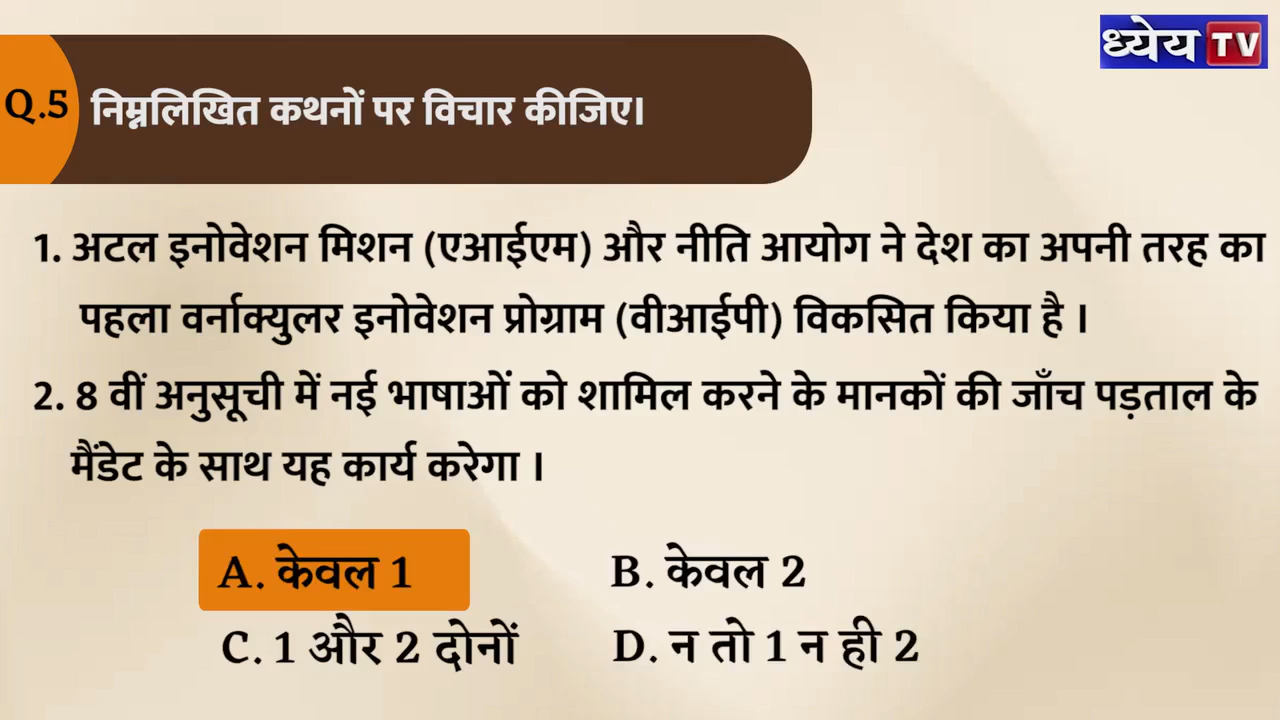 ध्येय TV
Q.5 निम्नलिखित कथनों पर विचार कीजिए।
1. अटल इनोवेशन मिशन (एआईएम) और नीति आयोग ने देश का अपनी तरह का
पहला वर्नाक्युलर इनोवेशन प्रोग्राम (वीआईपी) विकसित किया है ।
2. 8 वीं अनुसूची में नई भाषाओं को शामिल करने के मानकों की जाँच पड़ताल के
मैंडेट के साथ यह कार्य करेगा ।
A. केवल 1 B. केवल 2
C. 1 और 2 दोनों D. न तो 1 न ही 2